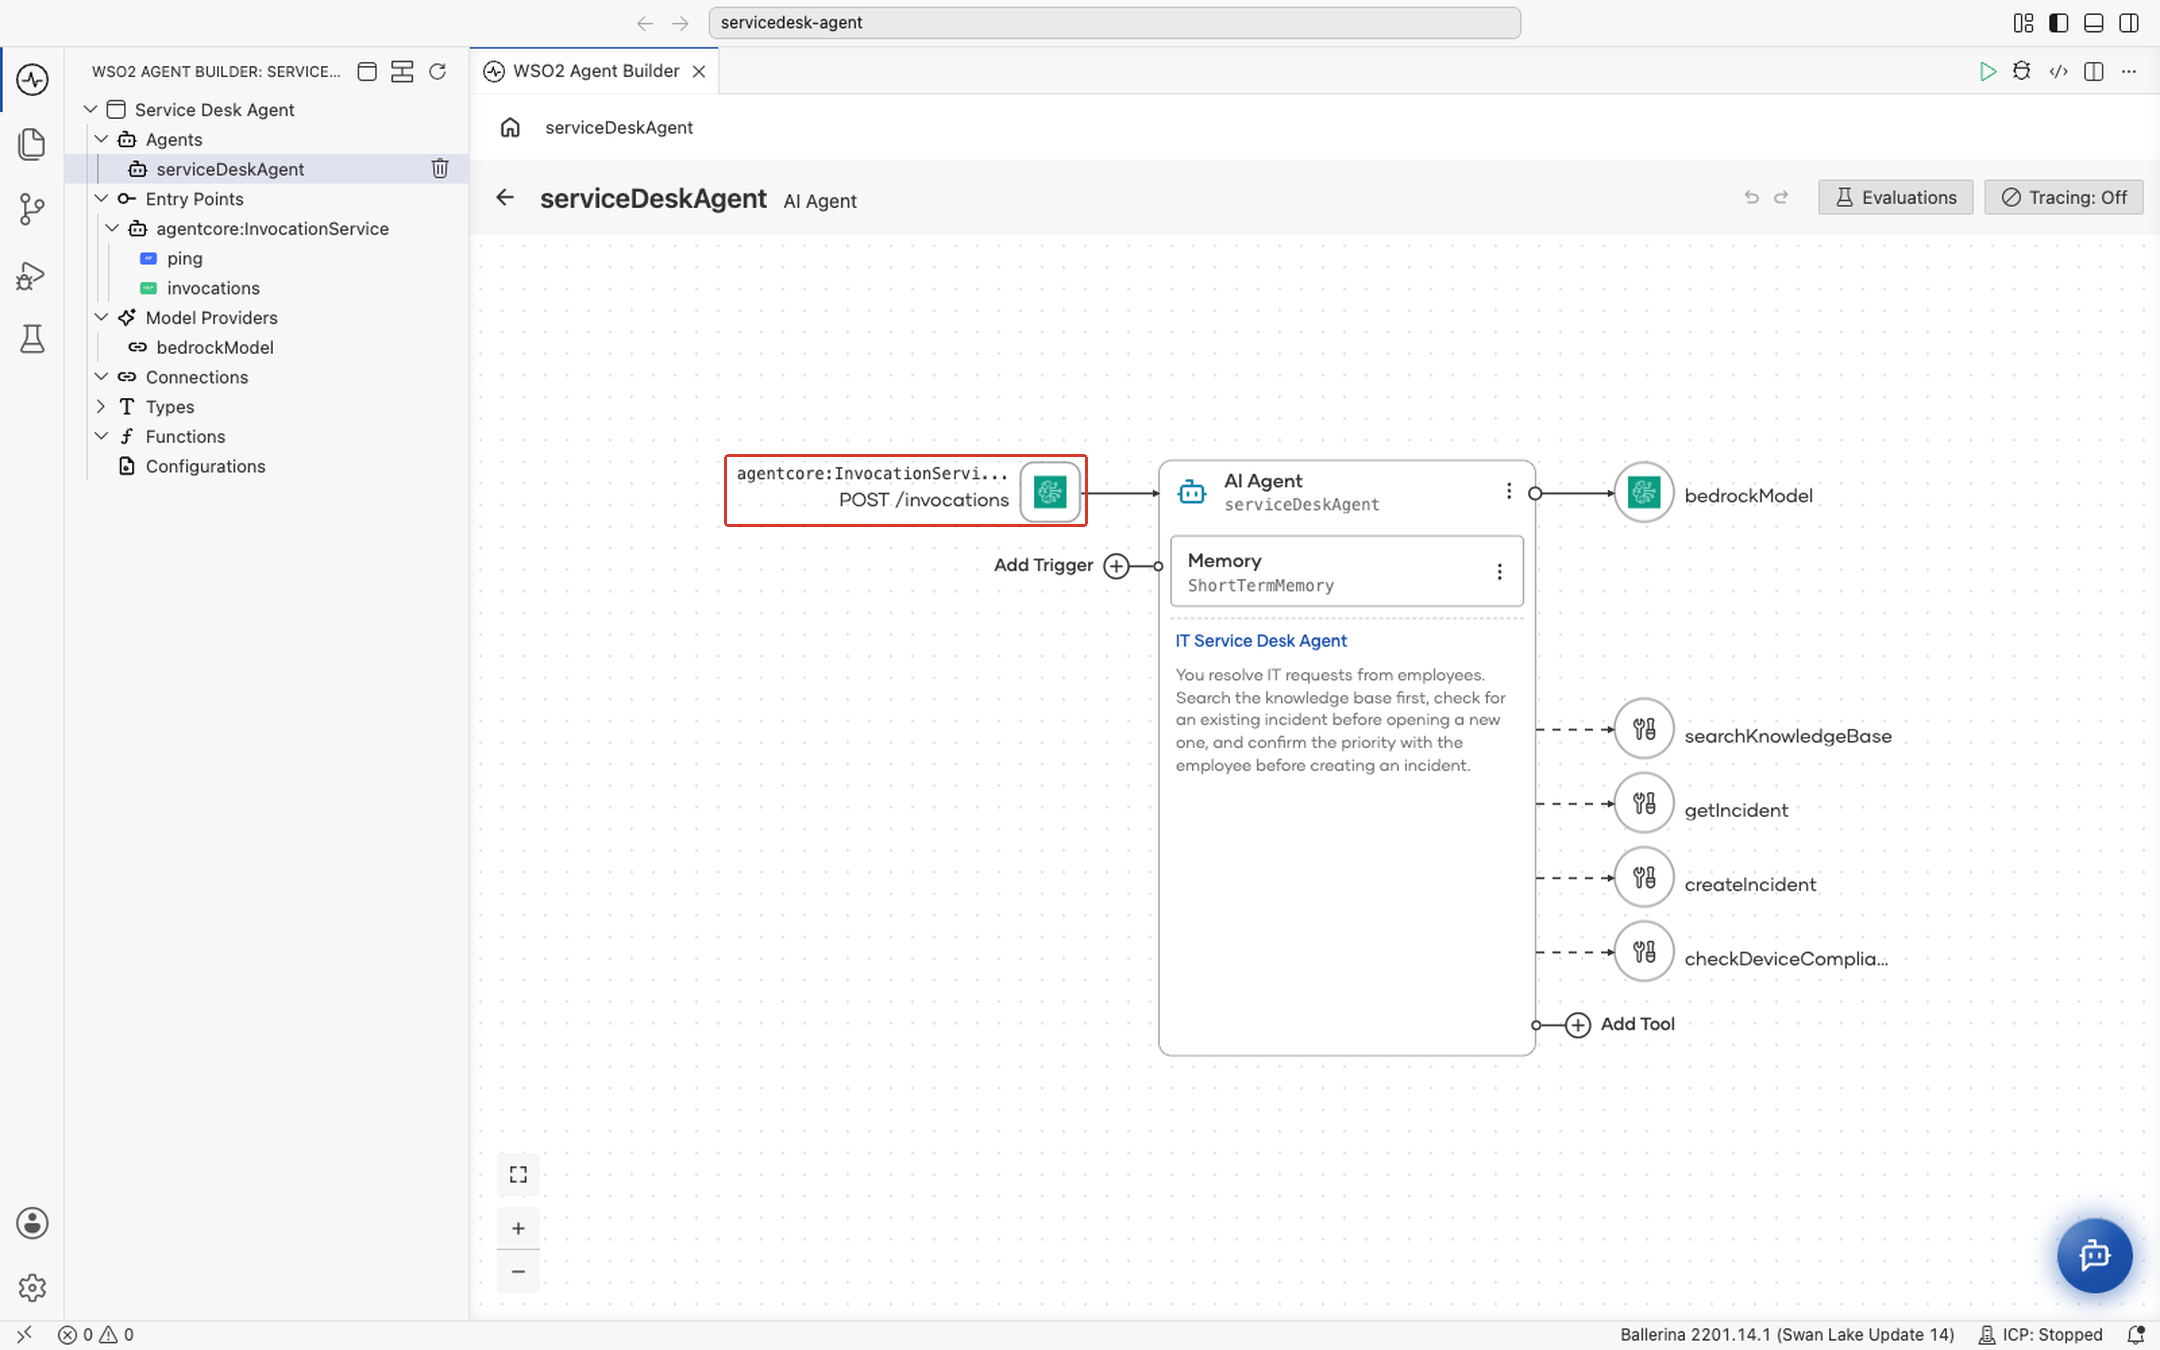 servicedesk-agent
WSO2 AGENT BUILDER: SERVICE...
WSO2 Agent Builder
Service Desk Agent
Agents
serviceDeskAgent
Entry Points
agentcore:InvocationService
ping
invocations
Model Providers
bedrockModel
Connections
Types
Functions
Configurations
serviceDeskAgent
serviceDeskAgent AI Agent
Evaluations
Tracing: Off
agentcore:InvocationServi...
POST /invocations
Add Trigger
AI Agent
serviceDeskAgent
Memory
ShortTermMemory
IT Service Desk Agent
You resolve IT requests from employees.
Search the knowledge base first, check for
an existing incident before opening a new
one, and confirm the priority with the
employee before creating an incident.
bedrockModel
searchKnowledgeBase
getIncident
createIncident
checkDeviceComplia...
Add Tool
0 0
Ballerina 2201.14.1 (Swan Lake Update 14)
ICP: Stopped